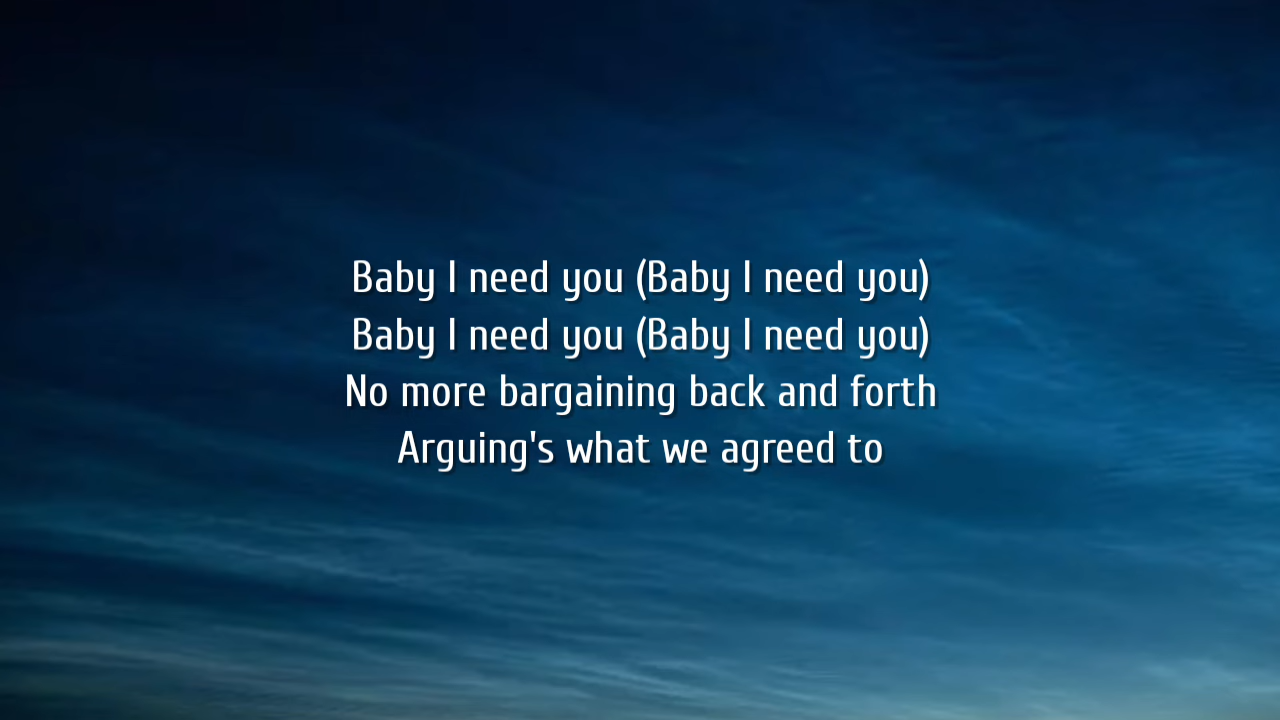 Baby I need you (Baby I need you)
Baby I need you (Baby I need you)
No more bargaining back and forth
Arguing's what we agreed to